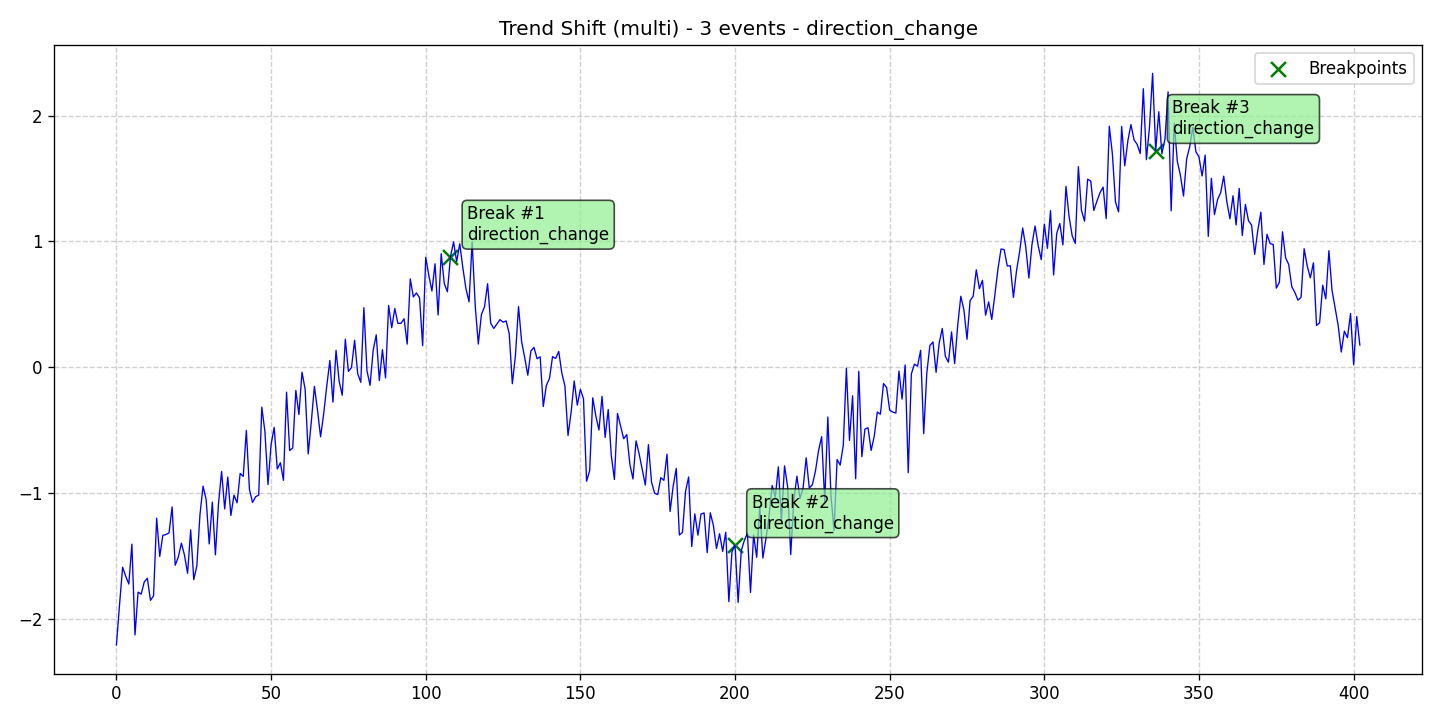 Trend Shift (multi) - 3 events - direction_change
Breakpoints
Break #3
direction_change
Break #1
direction_change
Break #2
direction_change
2
1
0
−1
−2
0
50
100
150
200
250
300
350
400